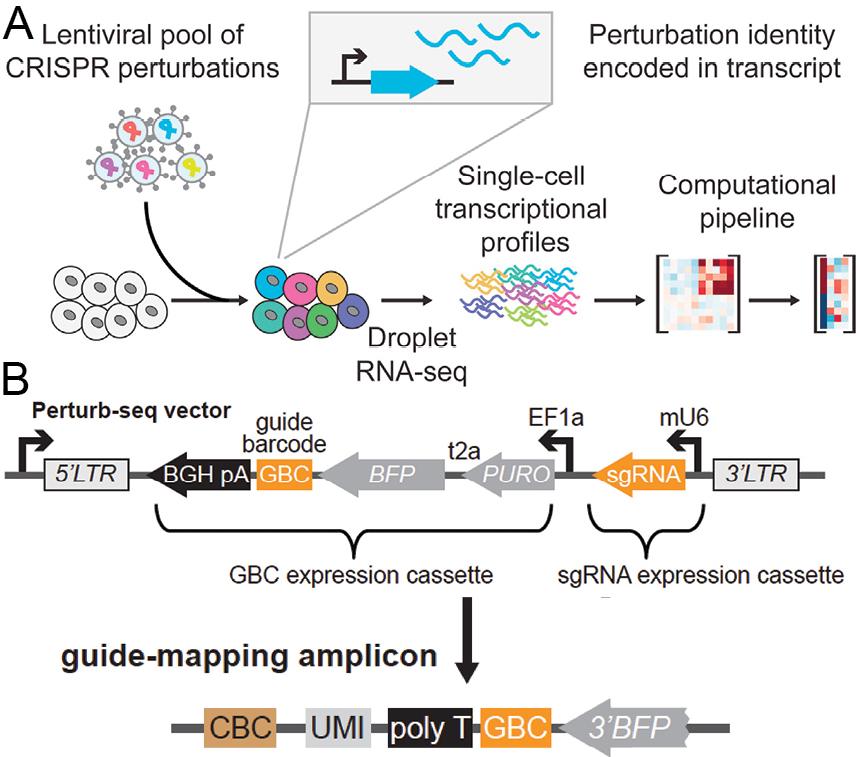 A
Lentiviral pool of
CRISPR perturbations
Perturbation identity
encoded in transcript
Single-cell
transcriptional
profiles
Computational
pipeline
Droplet
RNA-seq
B
Perturb-seq vector
guide
barcode
t2a
EF1a
mU6
5'LTR
BGH pA
GBC
BFP
PURO
sgRNA
3'LTR
GBC expression cassette
sgRNA expression cassette
guide-mapping amplicon
CBC
UMI
poly T
GBC
3'BFP